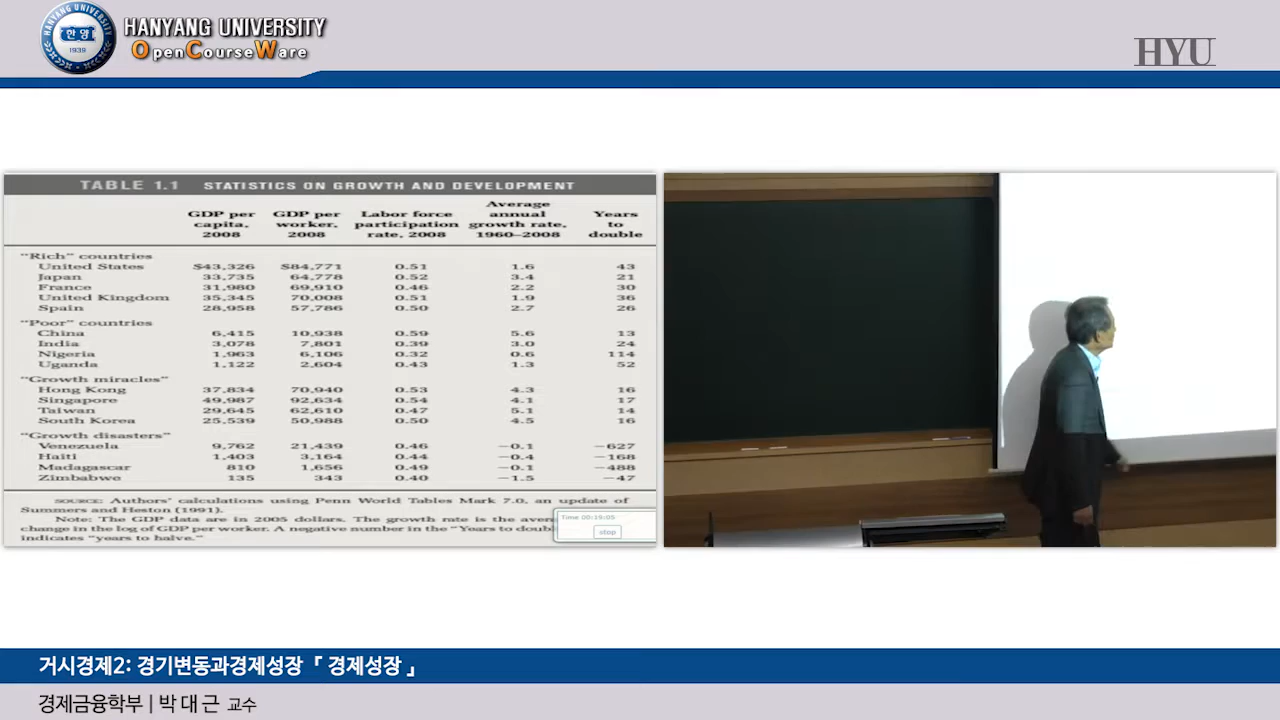 HANYANG UNIVERSITY
OpenCourseWare
한양
1939
HYU
TABLE 1.1 STATISTICS ON GROWTH AND DEVELOPMENT
GDP per capita, 2008 GDP per worker, 2008 Labor force participation rate, 2008 Average annual growth rate, 1960–2008 Years to double
"Rich" countries
United States $43,326 $84,771 0.51 1.6 43
Japan 33,735 64,778 0.52 3.4 21
France 31,980 69,910 0.46 2.2 30
United Kingdom 35,345 70,008 0.51 1.9 36
Spain 28,958 57,786 0.50 2.7 26
"Poor" countries
China 6,415 10,938 0.59 5.6 13
India 3,078 7,801 0.39 3.0 24
Nigeria 1,963 6,106 0.32 0.6 114
Uganda 1,122 2,604 0.43 1.3 52
"Growth miracles"
Hong Kong 37,834 70,940 0.53 4.3 16
Singapore 49,987 92,634 0.54 4.1 17
Taiwan 29,645 62,610 0.47 5.1 14
South Korea 25,539 50,988 0.50 4.5 16
"Growth disasters"
Venezuela 9,762 21,439 0.46 −0.1 −627
Haiti 1,403 3,164 0.44 −0.4 −168
Madagascar 810 1,656 0.49 −0.1 −488
Zimbabwe 135 343 0.40 −1.5 −47
SOURCE: Authors' calculations using Penn World Tables Mark 7.0, an update of
Summers and Heston (1991).
Note: The GDP data are in 2005 dollars. The growth rate is the
change in the log of GDP per worker. A negative number in the "Years to
indicates "years to halve."
Time 00:19:05
stop
거시경제2: 경기변동과경제성장 「 경제성장 」
경제금융학부 | 박 대 근 교수